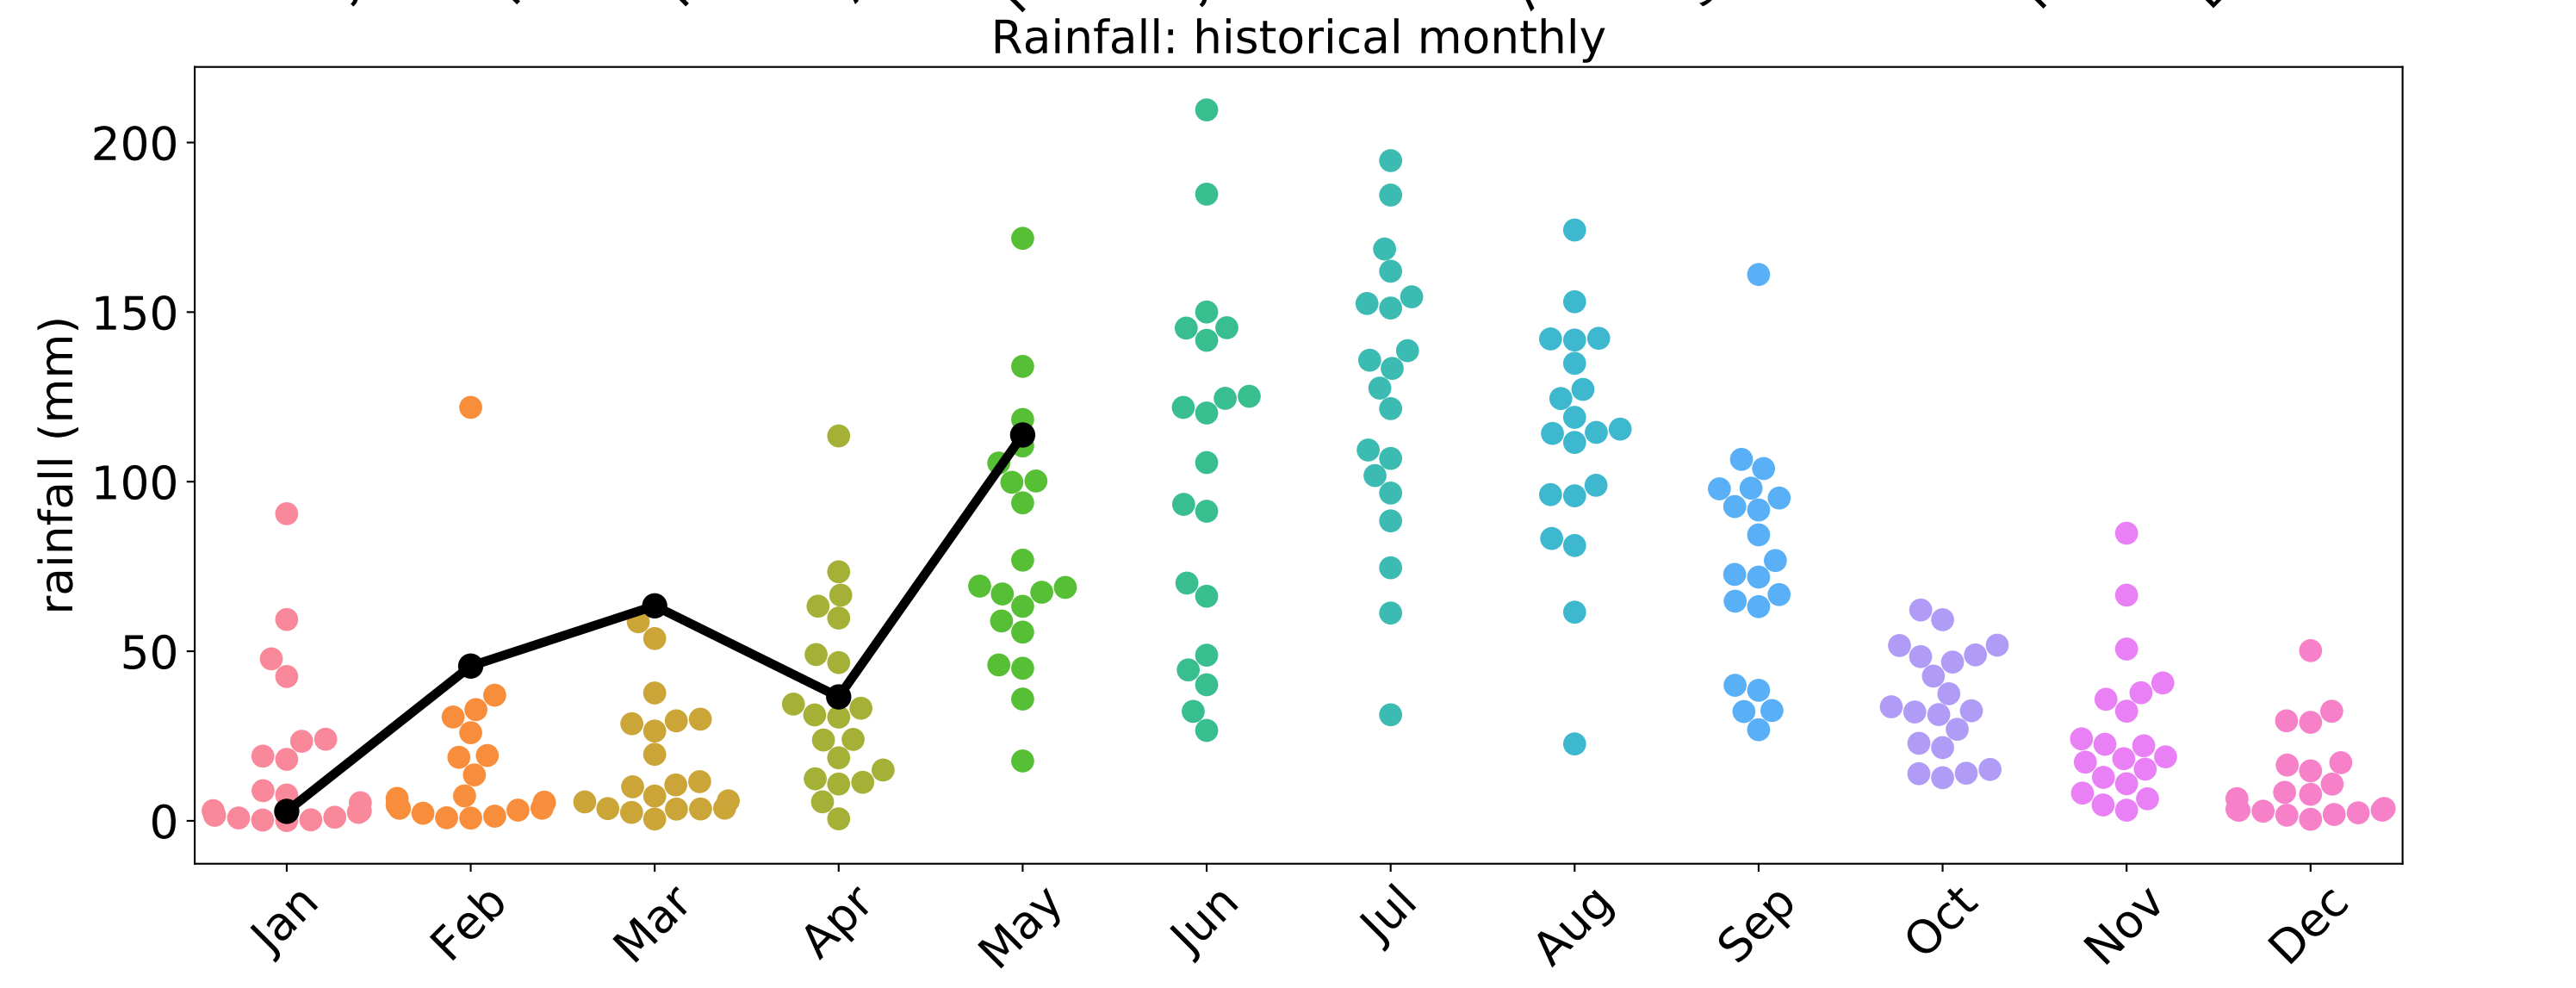 Rainfall: historical monthly
rainfall (mm)
200
150
100
50
0
Jan
Feb
Mar
Apr
May
Jun
Jul
Aug
Sep
Oct
Nov
Dec